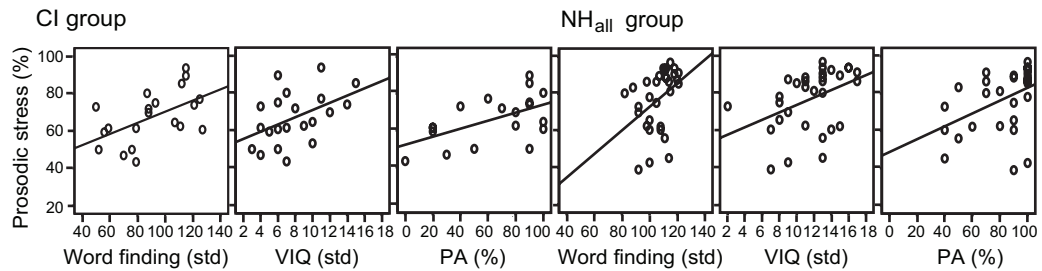 CI group
NHall group
Prosodic stress (%)
100
80
60
40
20
40 60 80 100 120 140
2 4 6 8 10 12 14 16 18
0 20 40 60 80 100
40 60 80 100 120 140
2 4 6 8 10 12 14 16 18
0 20 40 60 80 100
Word finding (std)
VIQ (std)
PA (%)
Word finding (std)
VIQ (std)
PA (%)